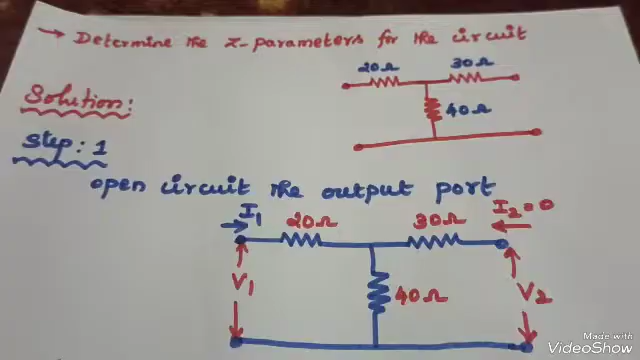 → Determine the z-parameters for the circuit
20Ω 30Ω
40Ω
Solution:
Step: 1
open circuit the output port
I1 20Ω 30Ω I2=0
V1 40Ω V2
Made with
VideoShow